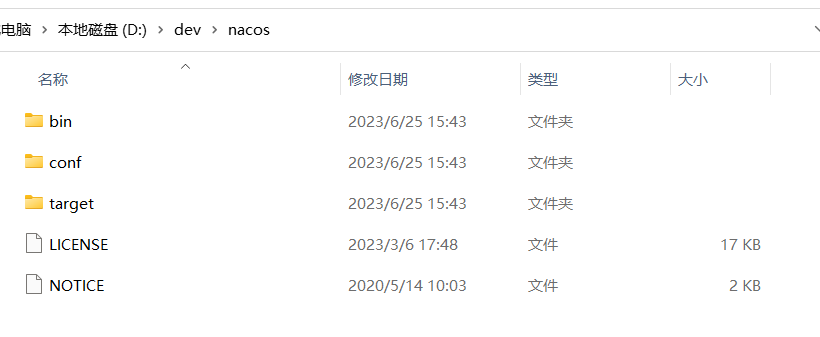 电脑 > 本地磁盘 (D:) > dev > nacos
名称 修改日期 类型 大小
bin 2023/6/25 15:43 文件夹
conf 2023/6/25 15:43 文件夹
target 2023/6/25 15:43 文件夹
LICENSE 2023/3/6 17:48 文件 17 KB
NOTICE 2020/5/14 10:03 文件 2 KB